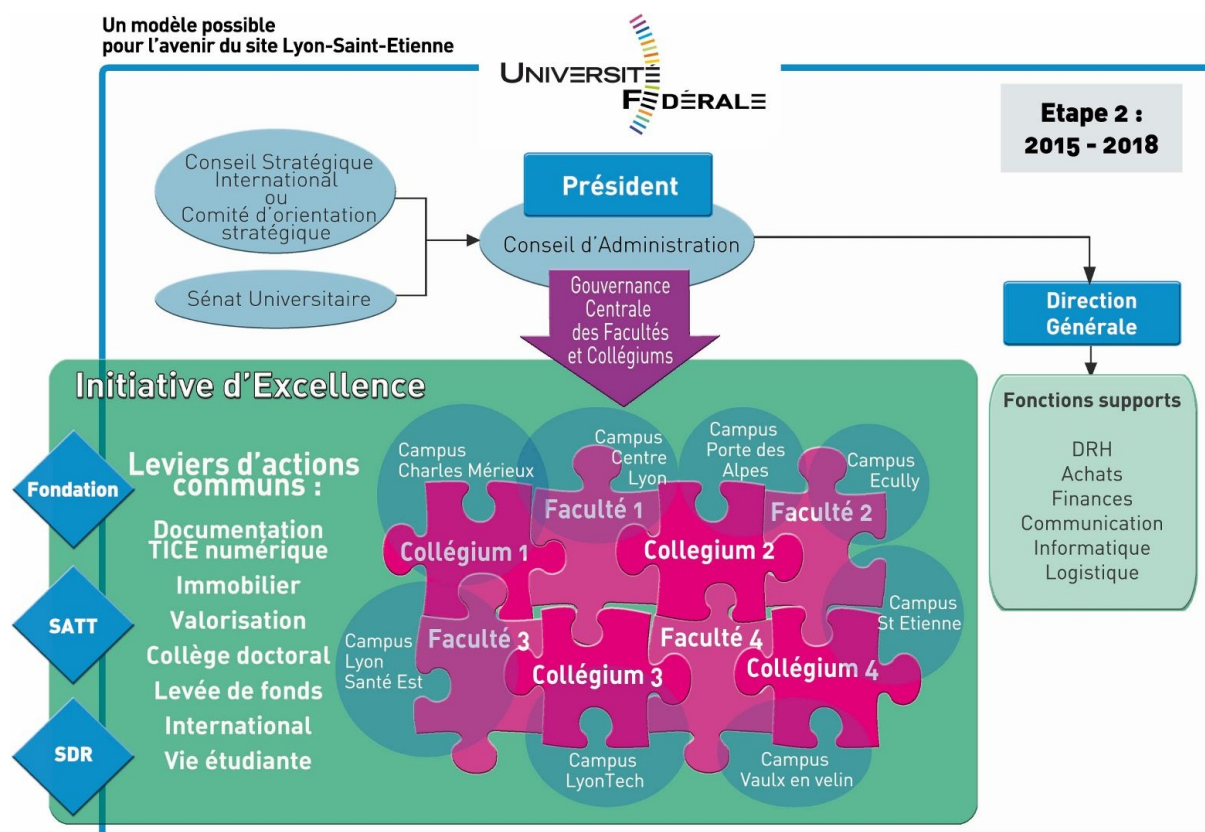 Un modèle possible
pour l'avenir du site Lyon-Saint-Etienne
UNIVERSITÉ
FÉDÉRALE
Etape 2 :
2015 - 2018
Conseil Stratégique
International
ou
Comité d'orientation
stratégique
Sénat Universitaire
Président
Conseil d'Administration
Gouvernance
Centrale
des Facultés
et Collégiums
Direction
Générale
Fonctions supports
DRH
Achats
Finances
Communication
Informatique
Logistique
Initiative d'Excellence
Fondation
SATT
SDR
Leviers d'actions
communs :
Documentation
TICE numérique
Immobilier
Valorisation
Collège doctoral
Levée de fonds
International
Vie étudiante
Campus
Charles Mérieux
Campus
Centre
Lyon
Campus
Porte des
Alpes
Campus
Ecully
Collégium 1
Faculté 1
Collegium 2
Faculté 2
Campus
Lyon
Santé Est
Faculté 3
Collégium 3
Faculté 4
Collégium 4
Campus
St Etienne
Campus
LyonTech
Campus
Vaulx en velin